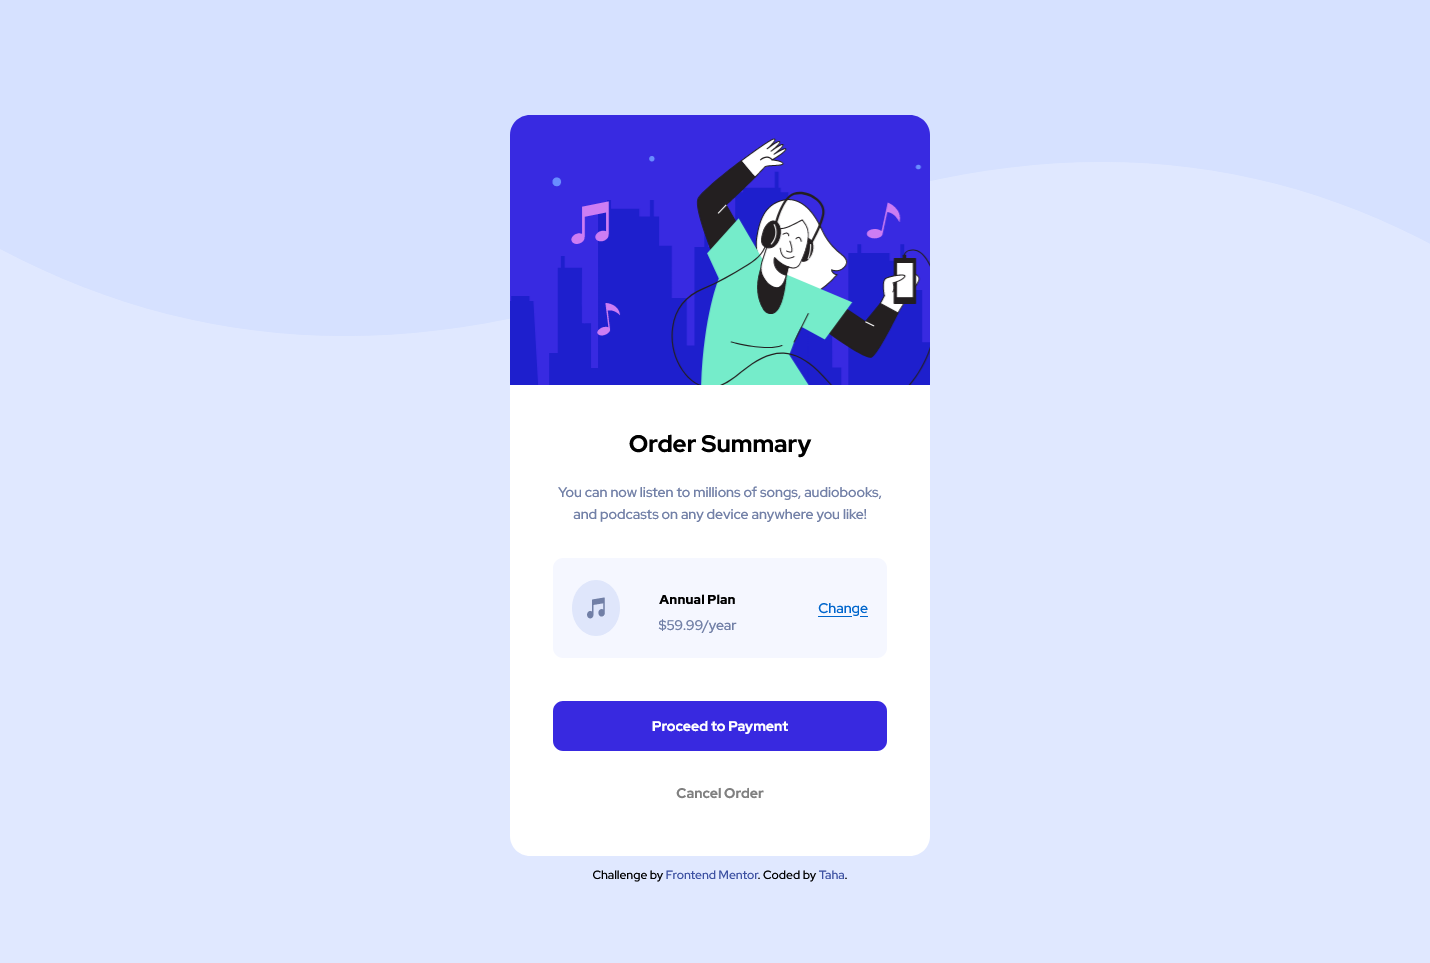 Order Summary
You can now listen to millions of songs, audiobooks,
and podcasts on any device anywhere you like!
Annual Plan
$59.99/year
Change
Proceed to Payment
Cancel Order
Challenge by Frontend Mentor. Coded by Taha.